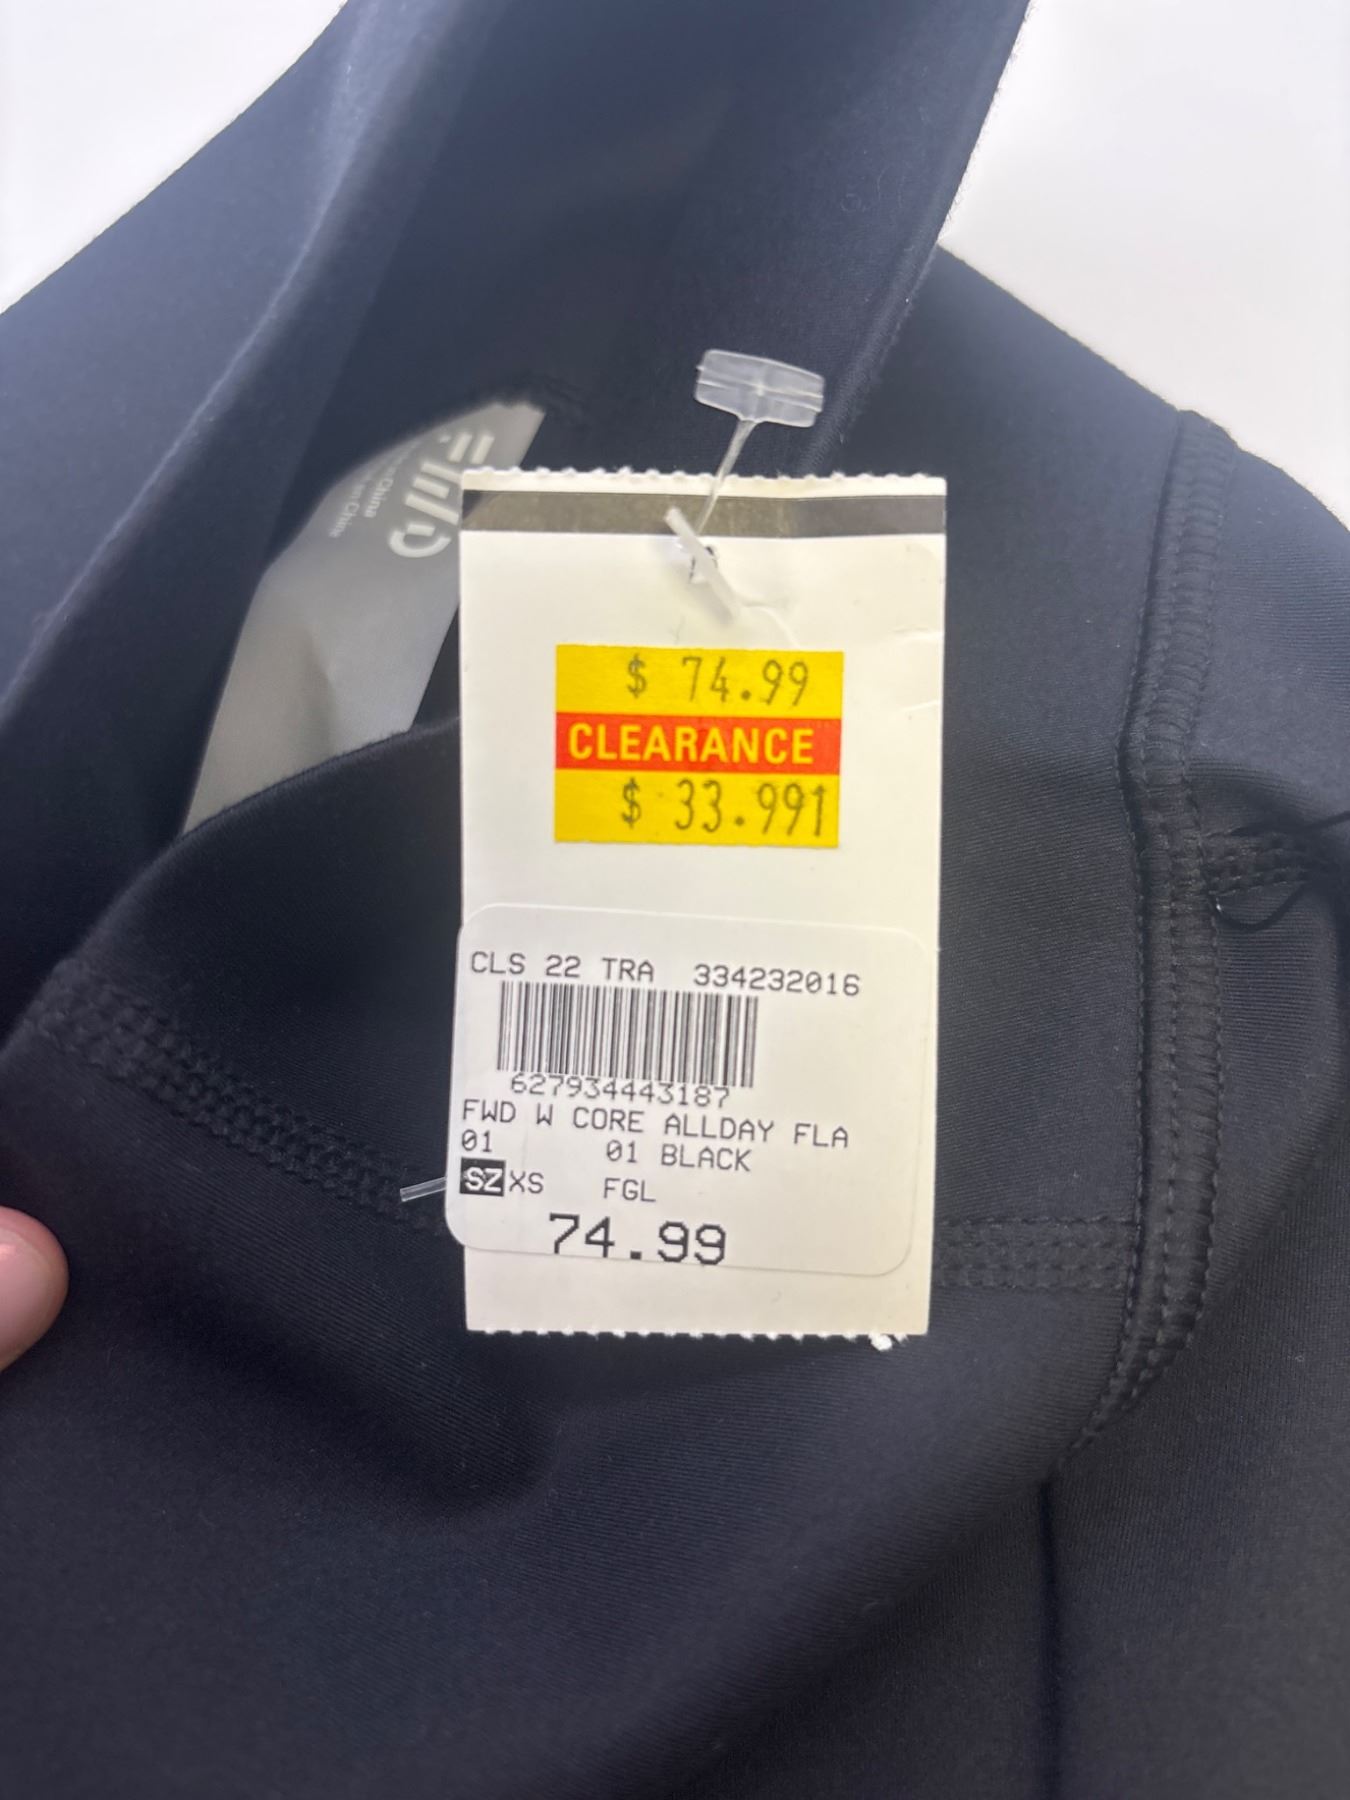 $ 74.99
CLEARANCE
$ 33.991
CLS 22 TRA 334232016
627934443187
FWD W CORE ALLDAY FLA
01 01 BLACK
SZ XS FGL
74.99
China